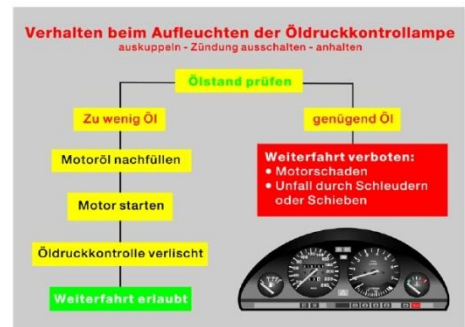 Verhalten beim Aufleuchten der Öldruckkontrollampe
auskuppeln - Zündung ausschalten - anhalten
Ölstand prüfen
Zu wenig Öl
genügend Öl
Motoröl nachfüllen
Motor starten
Öldruckkontrolle verlischt
Weiterfahrt erlaubt
Weiterfahrt verboten:
● Motorschaden
● Unfall durch Schleudern
oder Schieben